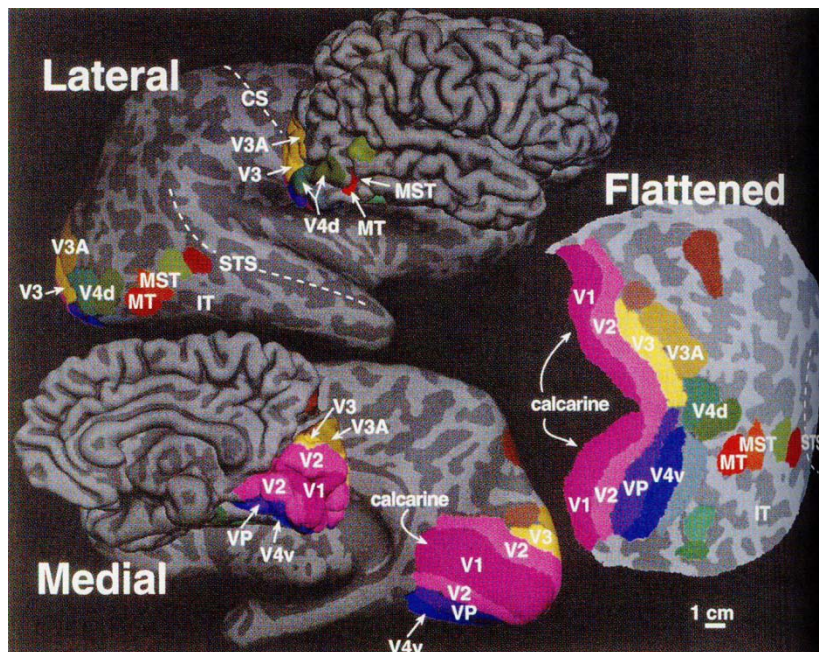 Lateral
CS
V3A
V3
V4d
MST
MT
V3A
V3
V4d
MST
MT
STS
IT
Flattened
V1
V2
V3
V3A
calcarine
V4d
MST
MT
STS
V1
V2
VP
V4v
IT
1 cm
V3
V3A
V2
V2
V1
VP
V4v
calcarine
V1
V2
V3
V2
VP
V4v
Medial